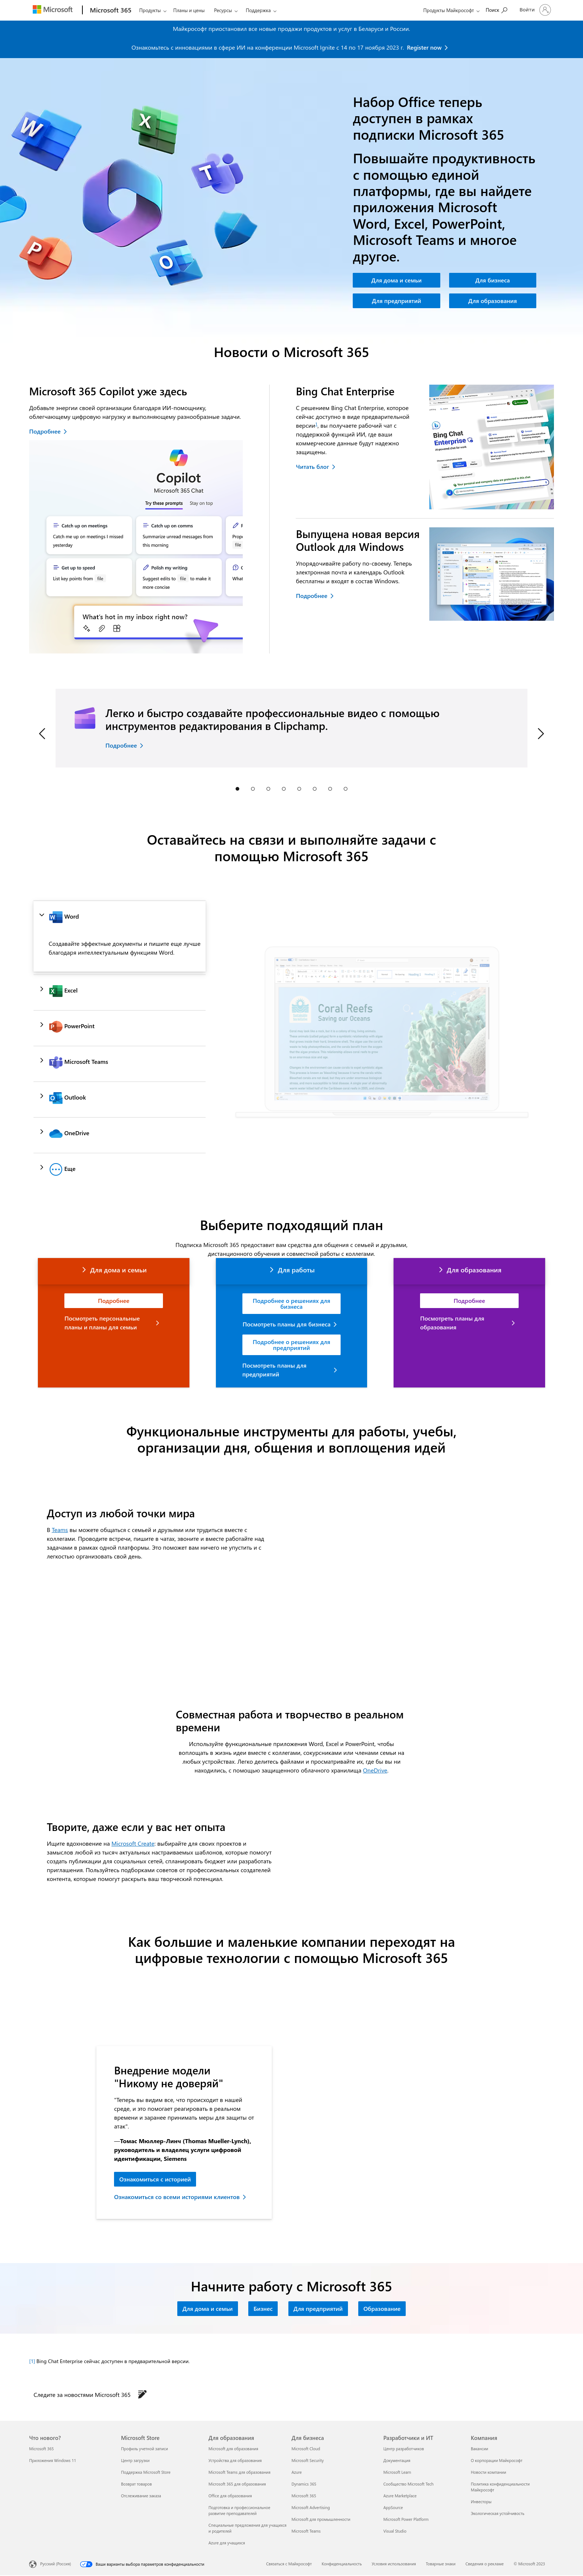 Microsoft
Microsoft 365
Продукты
Планы и цены
Ресурсы
Поддержка
Продукты Майкрософт
Поиск
Войти
Майкрософт приостановил все новые продажи продуктов и услуг в Беларуси и России.
Ознакомьтесь с инновациями в сфере ИИ на конференции Microsoft Ignite с 14 по 17 ноября 2023 г. Register now
Набор Office теперь
доступен в рамках
подписки Microsoft 365
Повышайте продуктивность
с помощью единой
платформы, где вы найдете
приложения Microsoft
Word, Excel, PowerPoint,
Microsoft Teams и многое
другое.
Для дома и семьи
Для бизнеса
Для предприятий
Для образования
Новости о Microsoft 365
Microsoft 365 Copilot уже здесь
Добавьте энергии своей организации благодаря ИИ-помощнику,
облегчающему цифровую нагрузку и выполняющему разнообразные задачи.
Подробнее
Copilot
Microsoft 365 Chat
Try these prompts
Stay on top
Catch up on meetings
Catch me up on meetings I missed
yesterday
Catch up on comms
Summarize unread messages from
this morning
Get up to speed
List key points from file
Polish my writing
Suggest edits to file to make it
more concise
What's hot in my inbox right now?
Bing Chat Enterprise
С решением Bing Chat Enterprise, которое
сейчас доступно в виде предварительной
версии1, вы получаете рабочий чат с
поддержкой функций ИИ, где ваши
коммерческие данные будут надежно
защищены.
Читать блог
Bing Chat
Enterprise
Выпущена новая версия
Outlook для Windows
Упорядочивайте работу по-своему. Теперь
электронная почта и календарь Outlook
бесплатны и входят в состав Windows.
Подробнее
Легко и быстро создавайте профессиональные видео с помощью
инструментов редактирования в Clipchamp.
Подробнее
Оставайтесь на связи и выполняйте задачи с
помощью Microsoft 365
Word
Создавайте эффектные документы и пишите еще лучше
благодаря интеллектуальным функциям Word.
Excel
PowerPoint
Microsoft Teams
Outlook
OneDrive
Еще
Coral Reefs
Saving our Oceans
Выберите подходящий план
Подписка Microsoft 365 предоставит вам средства для общения с семьей и друзьями,
дистанционного обучения и совместной работы с коллегами.
Для дома и семьи
Подробнее
Посмотреть персональные
планы и планы для семьи
Для работы
Подробнее о решениях для
бизнеса
Посмотреть планы для бизнеса
Подробнее о решениях для
предприятий
Посмотреть планы для
предприятий
Для образования
Подробнее
Посмотреть планы для
образования
Функциональные инструменты для работы, учебы,
организации дня, общения и воплощения идей
Доступ из любой точки мира
В Teams вы можете общаться с семьей и друзьями или трудиться вместе с
коллегами. Проводите встречи, пишите в чатах, звоните и вместе работайте над
задачами в рамках одной платформы. Это поможет вам ничего не упустить и с
легкостью организовать свой день.
Совместная работа и творчество в реальном
времени
Используйте функциональные приложения Word, Excel и PowerPoint, чтобы
воплощать в жизнь идеи вместе с коллегами, сокурсниками или членами семьи на
любых устройствах. Легко делитесь файлами и просматривайте их, где бы вы ни
находились, с помощью защищенного облачного хранилища OneDrive.
Творите, даже если у вас нет опыта
Ищите вдохновение на Microsoft Create: выбирайте для своих проектов и
замыслов любой из тысяч актуальных настраиваемых шаблонов, которые помогут
создать публикации для социальных сетей, спланировать бюджет или разработать
приглашения. Пользуйтесь подборками советов от профессиональных создателей
контента, которые помогут раскрыть ваш творческий потенциал.
Как большие и маленькие компании переходят на
цифровые технологии с помощью Microsoft 365
Внедрение модели
"Никому не доверяй"
"Теперь вы видим все, что происходит в нашей
среде, и это помогает реагировать в реальном
времени и заранее принимать меры для защиты от
атак".
—Томас Мюллер-Линч (Thomas Mueller-Lynch),
руководитель и владелец услуги цифровой
идентификации, Siemens
Ознакомиться с историей
Ознакомиться со всеми историями клиентов
Начните работу с Microsoft 365
Для дома и семьи
Бизнес
Для предприятий
Образование
[1] Bing Chat Enterprise сейчас доступен в предварительной версии.
Следите за новостями Microsoft 365
Что нового?
Microsoft 365
Приложения Windows 11
Microsoft Store
Профиль учетной записи
Центр загрузки
Поддержка Microsoft Store
Возврат товаров
Отслеживание заказа
Для образования
Microsoft для образования
Устройства для образования
Microsoft Teams для образования
Microsoft 365 для образования
Office для образования
Подготовка и профессиональное
развитие преподавателей
Специальные предложения для учащихся
и родителей
Azure для учащихся
Для бизнеса
Microsoft Cloud
Microsoft Security
Azure
Dynamics 365
Microsoft 365
Microsoft Advertising
Microsoft для промышленности
Microsoft Teams
Разработчики и ИТ
Центр разработчиков
Документация
Microsoft Learn
Сообщество Microsoft Tech
Azure Marketplace
AppSource
Microsoft Power Platform
Visual Studio
Компания
Вакансии
О корпорации Майкрософт
Новости компании
Политика конфиденциальности
Майкрософт
Инвесторы
Экологическая устойчивость
Русский (Россия)
Ваши варианты выбора параметров конфиденциальности
Связаться с Майкрософт
Конфиденциальность
Условия использования
Товарные знаки
Сведения о рекламе
© Microsoft 2023